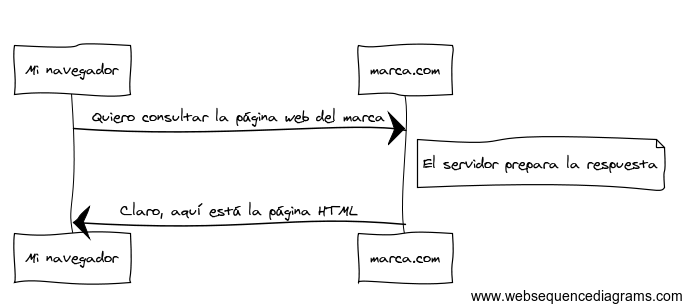 Mi navegador
marca.com
Quiero consultar la página web del marca
El servidor prepara la respuesta
Claro, aquí está la página HTML
Mi navegador
marca.com
www.websequencediagrams.com